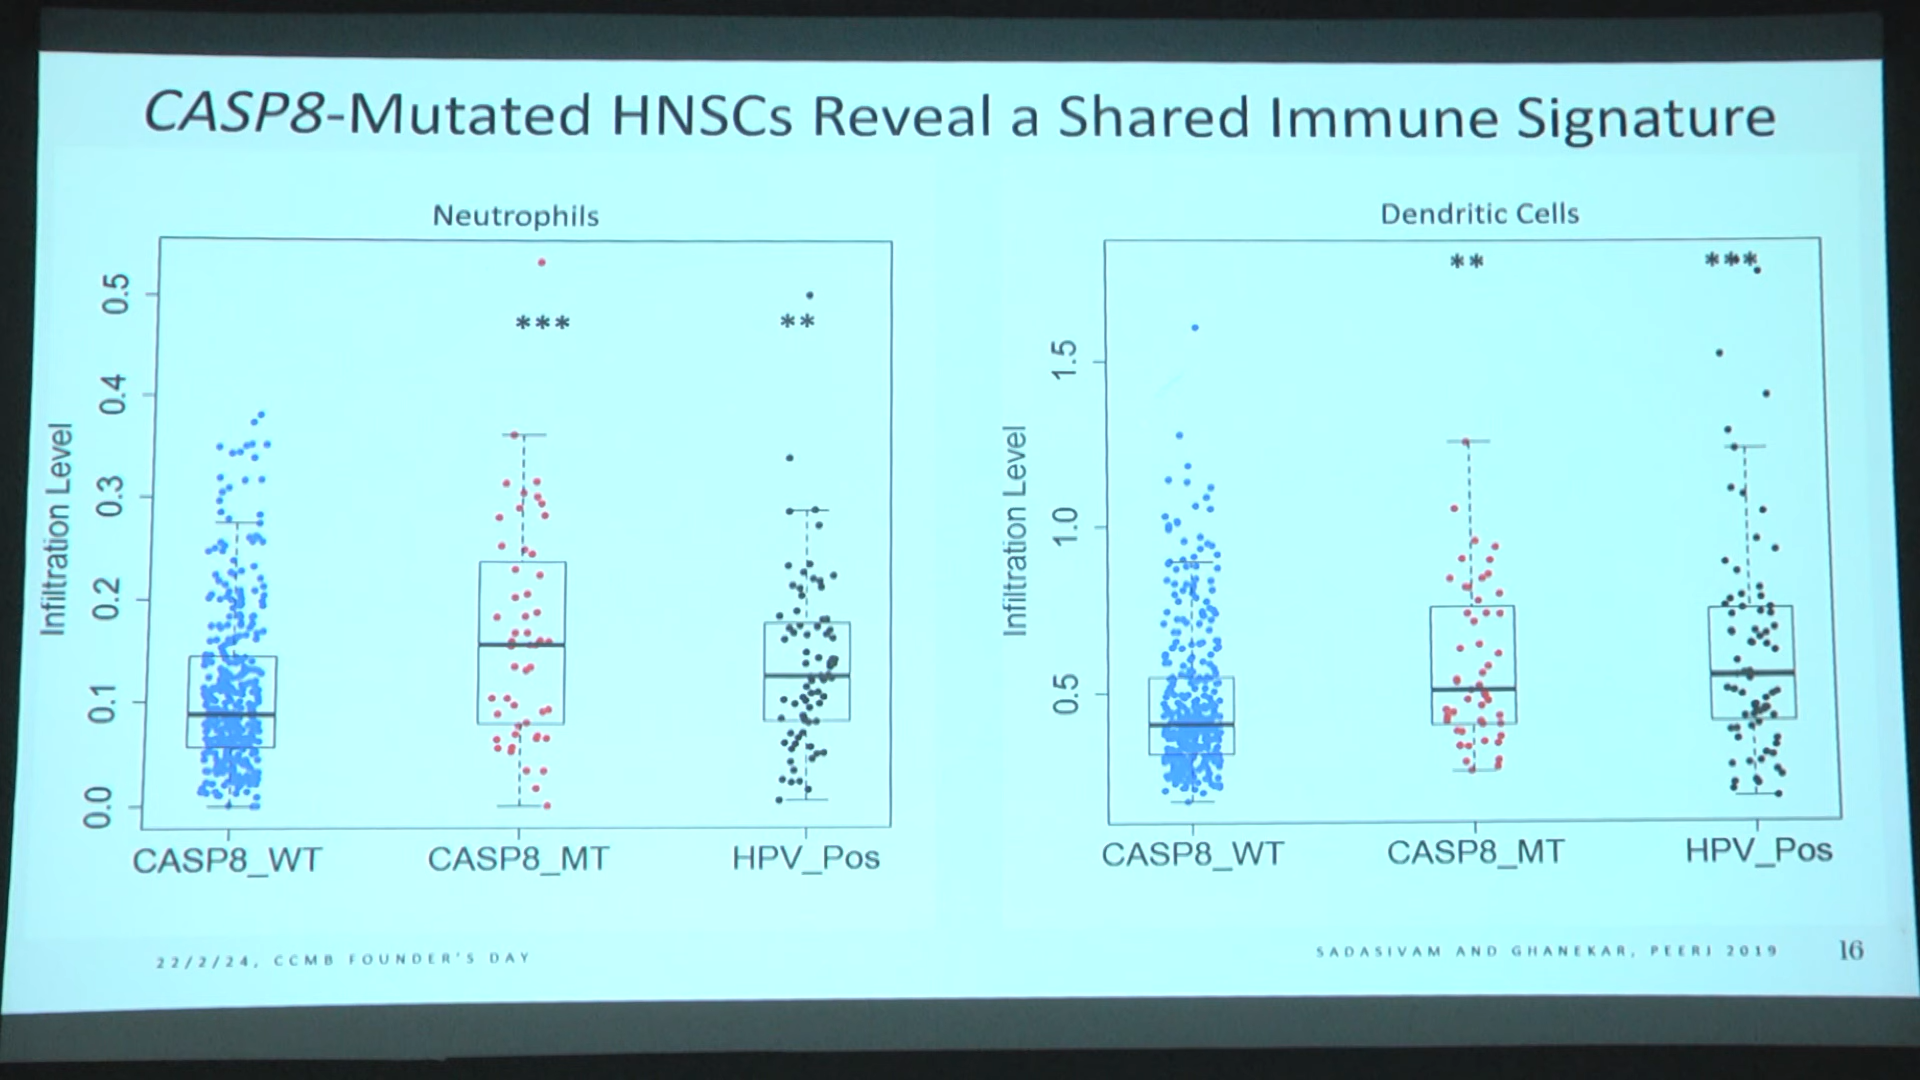 CASP8-Mutated HNSCs Reveal a Shared Immune Signature
Neutrophils
Infiltration Level
0.5
0.4
0.3
0.2
0.1
0.0
***
**
CASP8_WT CASP8_MT HPV_Pos
Dendritic Cells
Infiltration Level
1.5
1.0
0.5
**
***
CASP8_WT CASP8_MT HPV_Pos
22/2/24, CCMB FOUNDER'S DAY
SADASIVAM AND GHANEKAR, PEERJ 2019
16